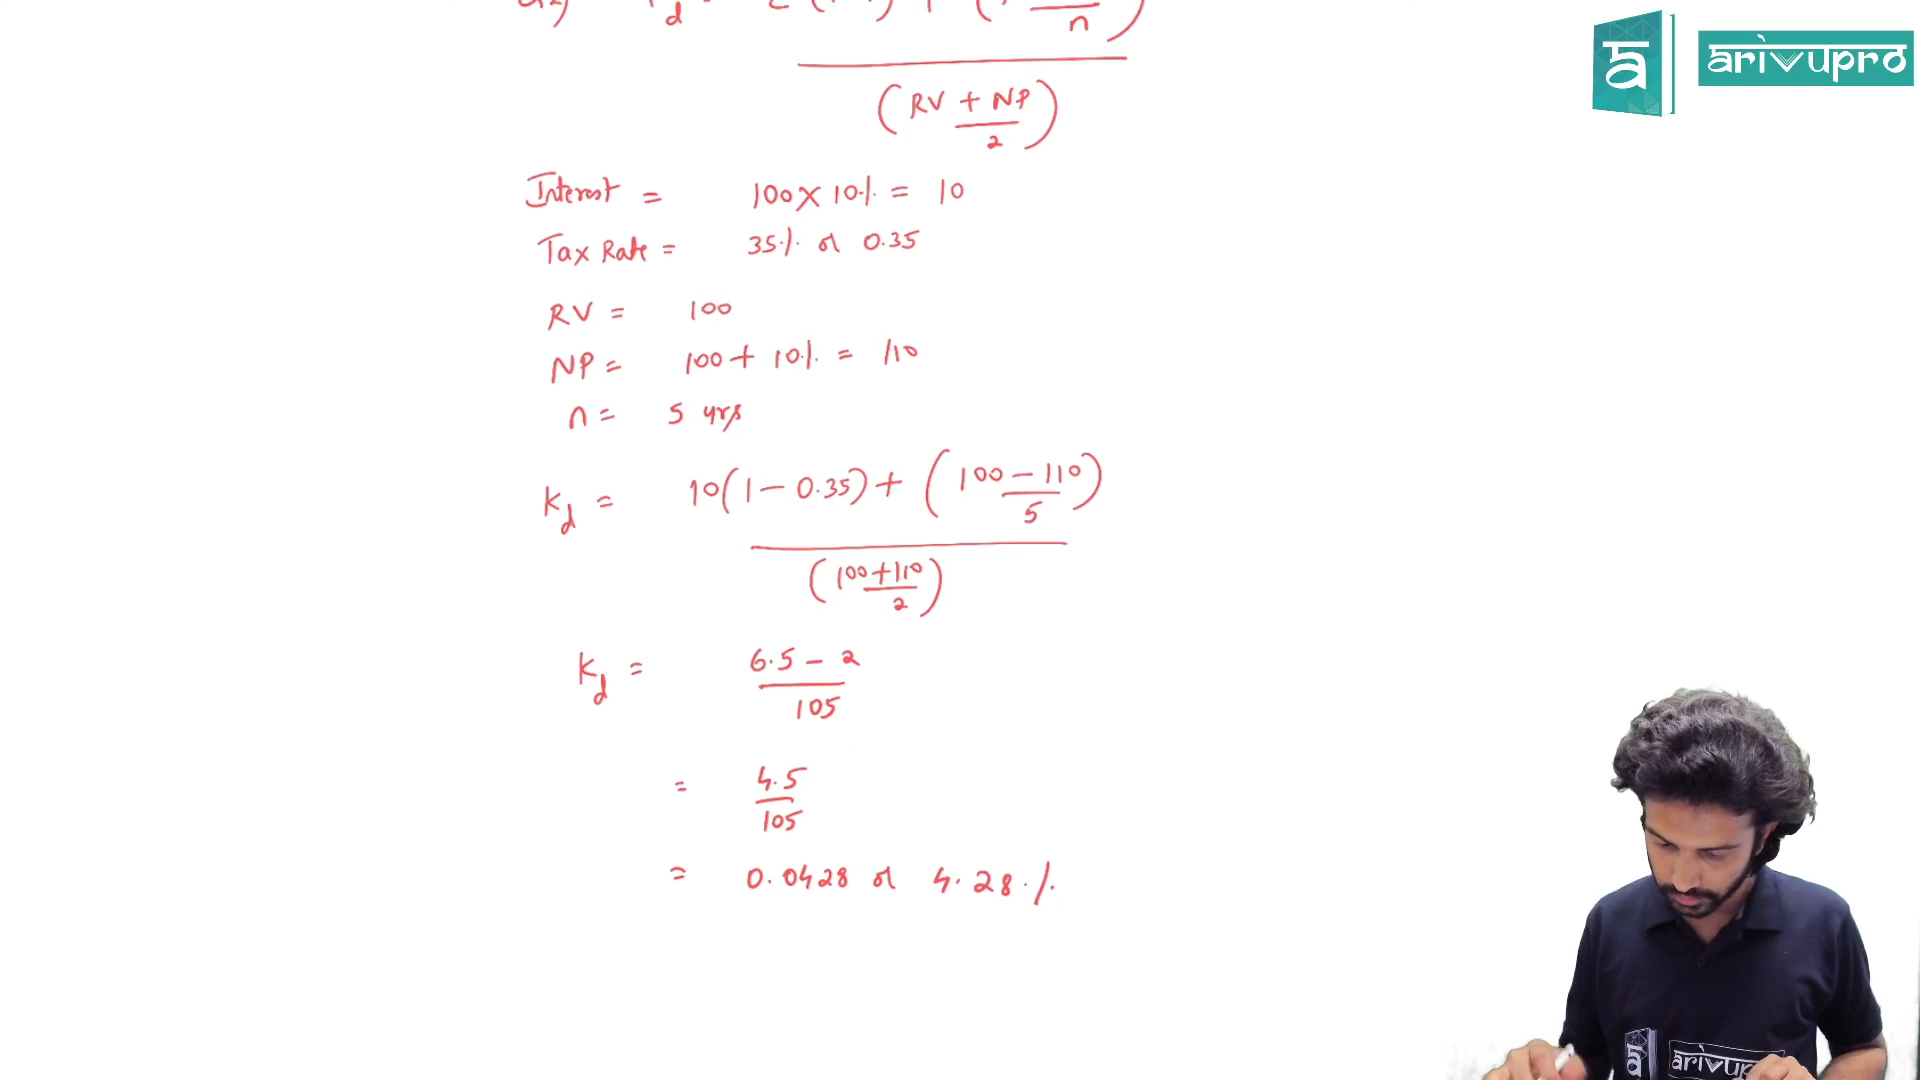 arivupro
n
(RV + NP)
2
Interest = 100 × 10% = 10
Tax Rate = 35% or 0.35
RV = 100
NP = 100 + 10% = 110
n = 5 yrs
Kd = 10(1 − 0.35) + (100 − 110)
5
(100 + 110)
2
Kd = 6.5 − 2
105
= 4.5
105
= 0.0428 or 4.28%
arivup